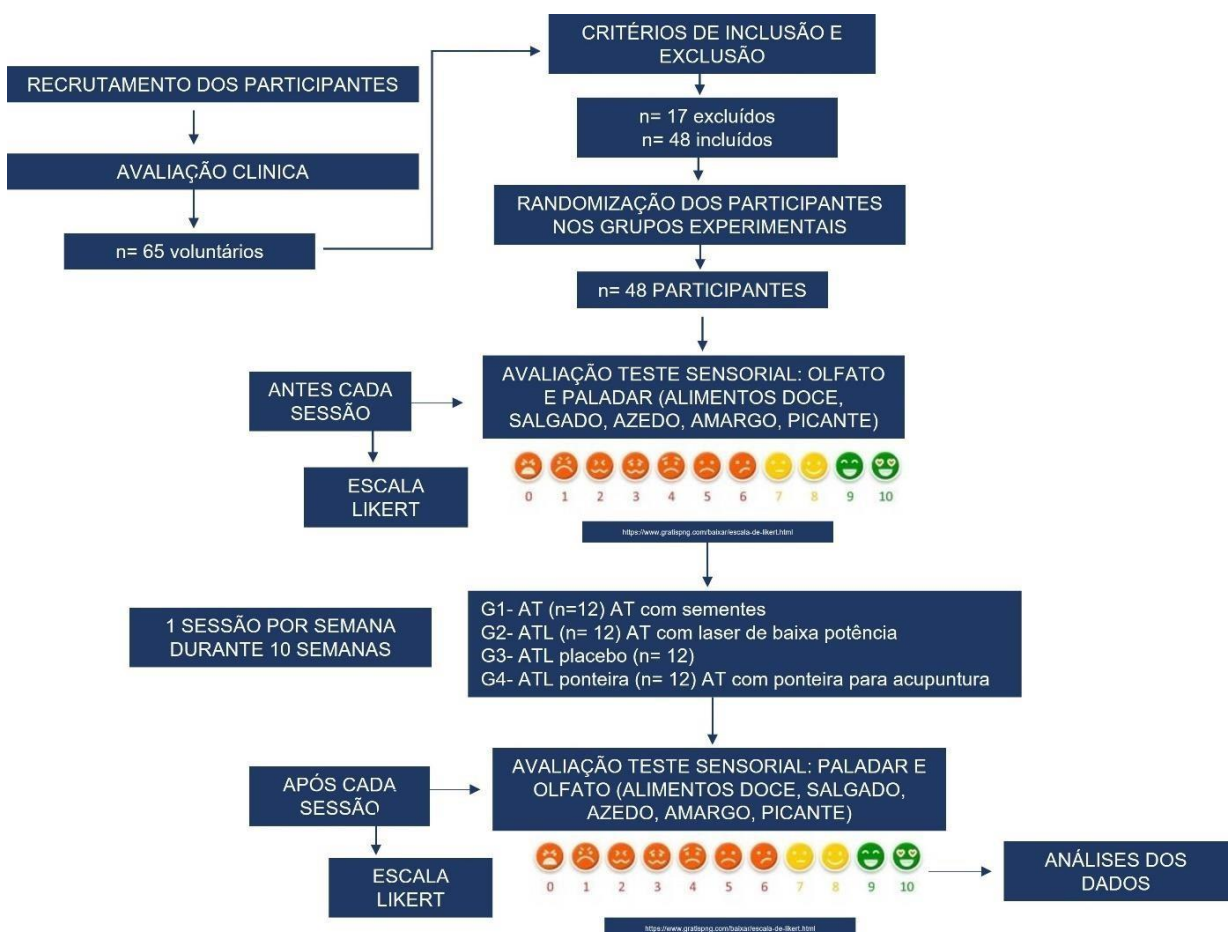 RECRUTAMENTO DOS PARTICIPANTES
AVALIAÇÃO CLINICA
n= 65 voluntários
CRITÉRIOS DE INCLUSÃO E
EXCLUSÃO
n= 17 excluídos
n= 48 incluídos
RANDOMIZAÇÃO DOS PARTICIPANTES
NOS GRUPOS EXPERIMENTAIS
n= 48 PARTICIPANTES
ANTES CADA
SESSÃO
ESCALA
LIKERT
AVALIAÇÃO TESTE SENSORIAL: OLFATO
E PALADAR (ALIMENTOS DOCE,
SALGADO, AZEDO, AMARGO, PICANTE)
0 1 2 3 4 5 6 7 8 9 10
https://www.gratispng.com/baixar/escala-de-likert.html
1 SESSÃO POR SEMANA
DURANTE 10 SEMANAS
G1- AT (n=12) AT com sementes
G2- ATL (n= 12) AT com laser de baixa potência
G3- ATL placebo (n= 12)
G4- ATL ponteira (n= 12) AT com ponteira para acupuntura
APÓS CADA
SESSÃO
ESCALA
LIKERT
AVALIAÇÃO TESTE SENSORIAL: PALADAR E
OLFATO (ALIMENTOS DOCE, SALGADO,
AZEDO, AMARGO, PICANTE)
0 1 2 3 4 5 6 7 8 9 10
https://www.gratispng.com/baixar/escala-de-likert.html
ANÁLISES DOS
DADOS